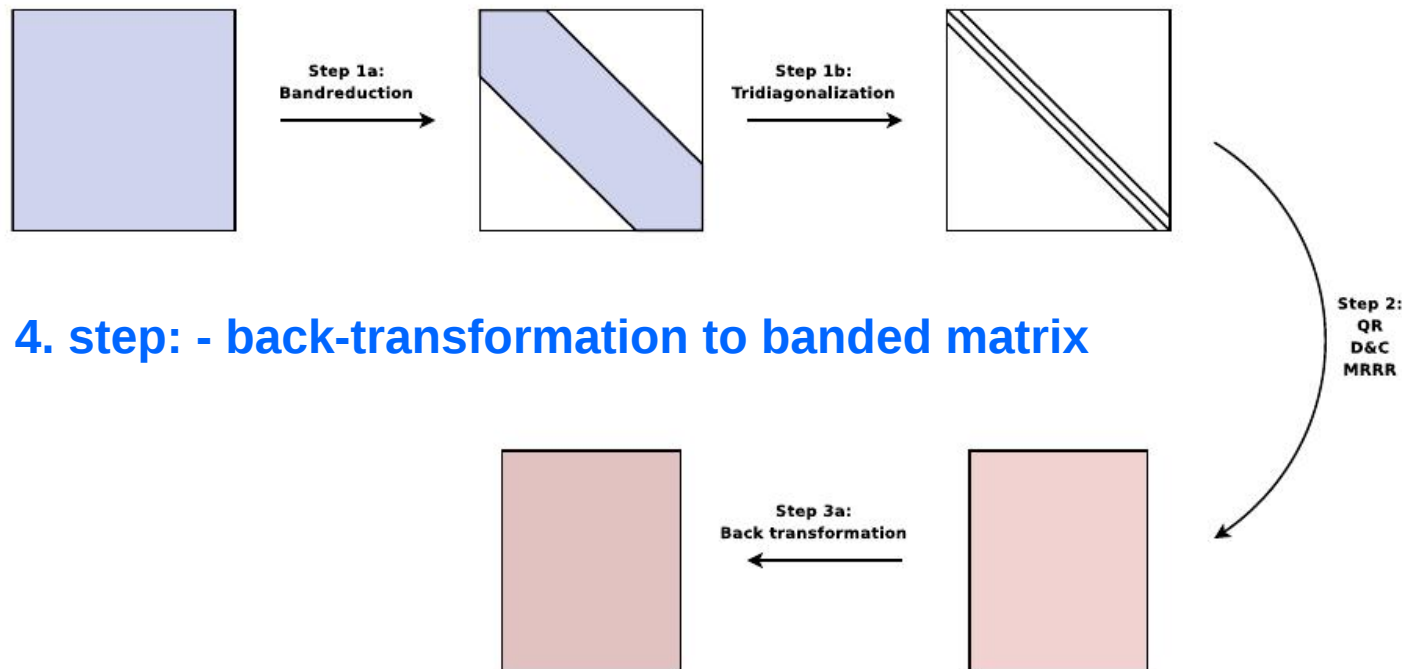 Step 1a:
Bandreduction
Step 1b:
Tridiagonalization
Step 2:
QR
D&C
MRRR
4. step: - back-transformation to banded matrix
Step 3a:
Back transformation